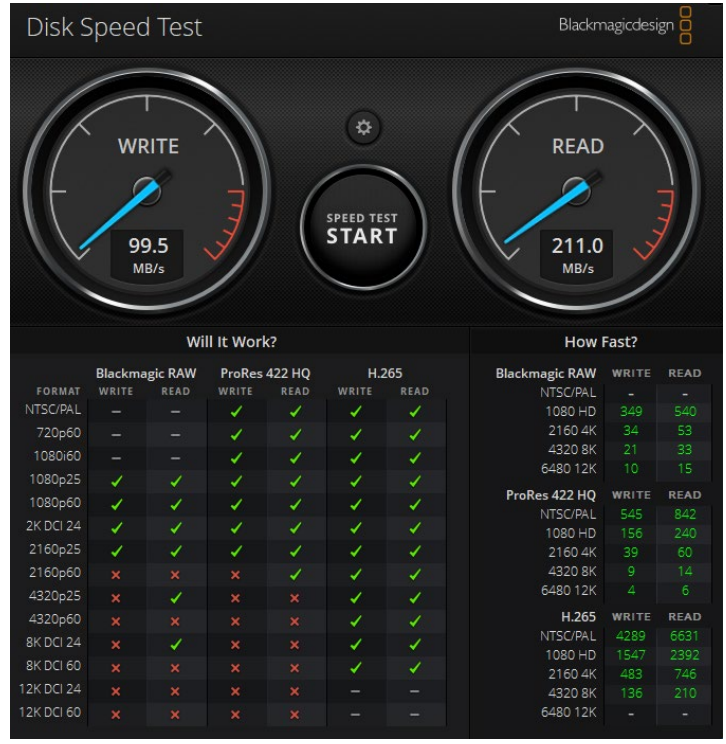 Disk Speed Test
Blackmagicdesign
WRITE
99.5
MB/s
SPEED TEST
START
READ
211.0
MB/s
Will It Work?
Blackmagic RAW ProRes 422 HQ H.265
FORMAT WRITE READ WRITE READ WRITE READ
NTSC/PAL – – ✓ ✓ ✓ ✓
720p60 – – ✓ ✓ ✓ ✓
1080i60 – – ✓ ✓ ✓ ✓
1080p25 ✓ ✓ ✓ ✓ ✓ ✓
1080p60 ✓ ✓ ✓ ✓ ✓ ✓
2K DCI 24 ✓ ✓ ✓ ✓ ✓ ✓
2160p25 ✓ ✓ ✓ ✓ ✓ ✓
2160p60 × × × ✓ ✓ ✓
4320p25 × ✓ × × ✓ ✓
4320p60 × × × × ✓ ✓
8K DCI 24 × ✓ × × ✓ ✓
8K DCI 60 × × × × ✓ ✓
12K DCI 24 × × × × – –
12K DCI 60 × × × × – –
How Fast?
Blackmagic RAW WRITE READ
NTSC/PAL - -
1080 HD 349 540
2160 4K 34 53
4320 8K 21 33
6480 12K 10 15
ProRes 422 HQ WRITE READ
NTSC/PAL 545 842
1080 HD 156 240
2160 4K 39 60
4320 8K 9 14
6480 12K 4 6
H.265 WRITE READ
NTSC/PAL 4289 6631
1080 HD 1547 2392
2160 4K 483 746
4320 8K 136 210
6480 12K - -